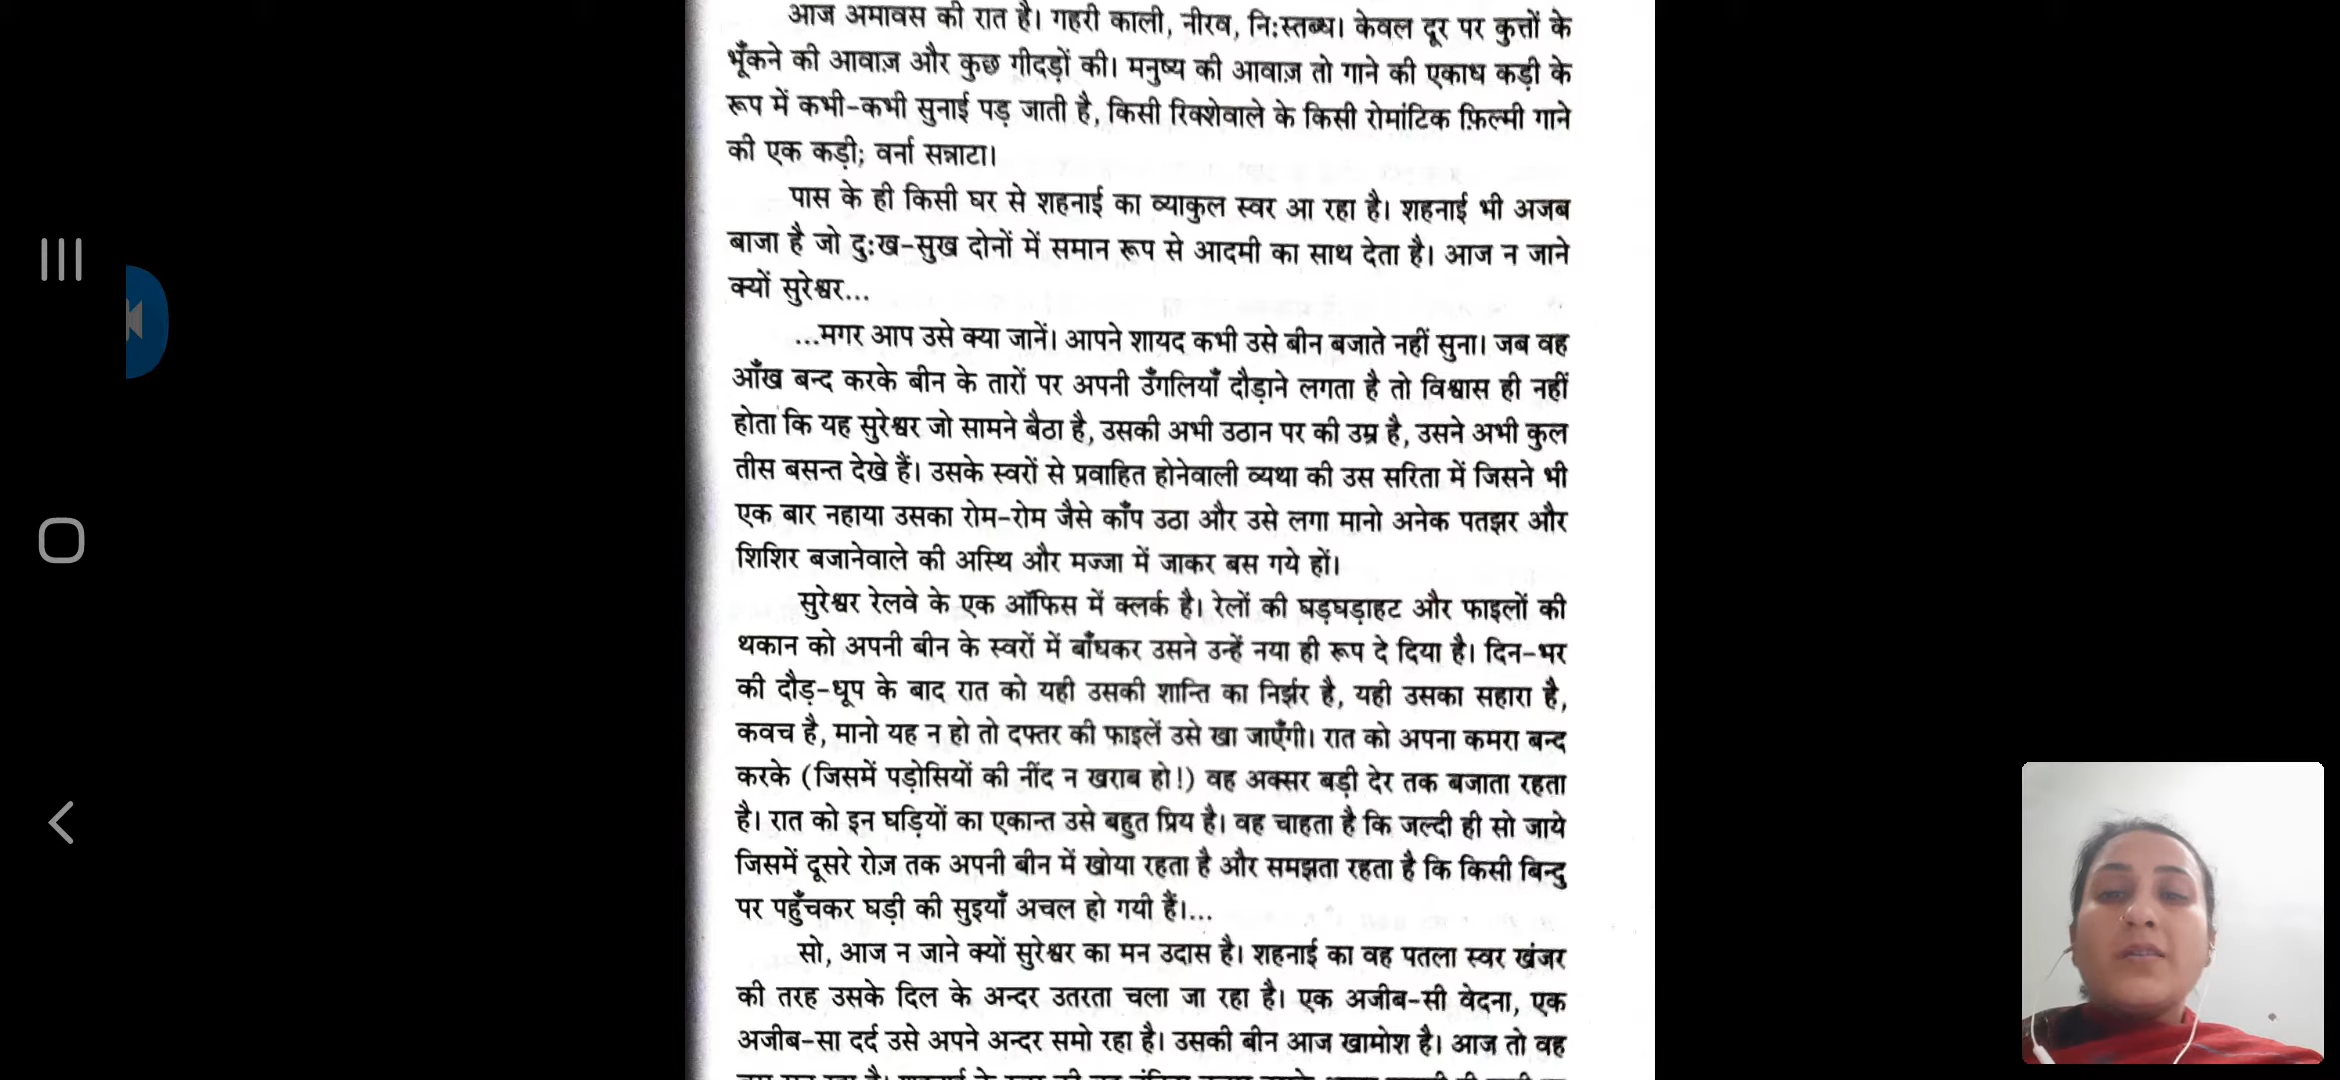 आज अमावस की रात है। गहरी काली, नीरव, नि:स्तब्ध। केवल दूर पर कुत्तों के
भूँकने की आवाज़ और कुछ गीदड़ों की। मनुष्य की आवाज़ तो गाने की एकाध कड़ी के
रूप में कभी-कभी सुनाई पड़ जाती है, किसी रिक्शेवाले के किसी रोमांटिक फ़िल्मी गाने
की एक कड़ी; वर्ना सन्नाटा।
पास के ही किसी घर से शहनाई का व्याकुल स्वर आ रहा है। शहनाई भी अजब
बाजा है जो दु:ख-सुख दोनों में समान रूप से आदमी का साथ देता है। आज न जाने
क्यों सुरेश्वर...
...मगर आप उसे क्या जानें। आपने शायद कभी उसे बीन बजाते नहीं सुना। जब वह
आँख बन्द करके बीन के तारों पर अपनी उँगलियाँ दौड़ाने लगता है तो विश्वास ही नहीं
होता कि यह सुरेश्वर जो सामने बैठा है, उसकी अभी उठान पर की उम्र है, उसने अभी कुल
तीस बसन्त देखे हैं। उसके स्वरों से प्रवाहित होनेवाली व्यथा की उस सरिता में जिसने भी
एक बार नहाया उसका रोम-रोम जैसे काँप उठा और उसे लगा मानो अनेक पतझर और
शिशिर बजानेवाले की अस्थि और मज्जा में जाकर बस गये हों।
सुरेश्वर रेलवे के एक ऑफिस में क्लर्क है। रेलों की घड़घड़ाहट और फाइलों की
थकान को अपनी बीन के स्वरों में बाँधकर उसने उन्हें नया ही रूप दे दिया है। दिन-भर
की दौड़-धूप के बाद रात को यही उसकी शान्ति का निर्झर है, यही उसका सहारा है,
कवच है, मानो यह न हो तो दफ्तर की फाइलें उसे खा जाएँगी। रात को अपना कमरा बन्द
करके (जिसमें पड़ोसियों की नींद न खराब हो!) वह अक्सर बड़ी देर तक बजाता रहता
है। रात को इन घड़ियों का एकान्त उसे बहुत प्रिय है। वह चाहता है कि जल्दी ही सो जाये
जिसमें दूसरे रोज़ तक अपनी बीन में खोया रहता है और समझता रहता है कि किसी बिन्दु
पर पहुँचकर घड़ी की सुइयाँ अचल हो गयी हैं।...
सो, आज न जाने क्यों सुरेश्वर का मन उदास है। शहनाई का वह पतला स्वर खंजर
की तरह उसके दिल के अन्दर उतरता चला जा रहा है। एक अजीब-सी वेदना, एक
अजीब-सा दर्द उसे अपने अन्दर समो रहा है। उसकी बीन आज खामोश है। आज तो वह